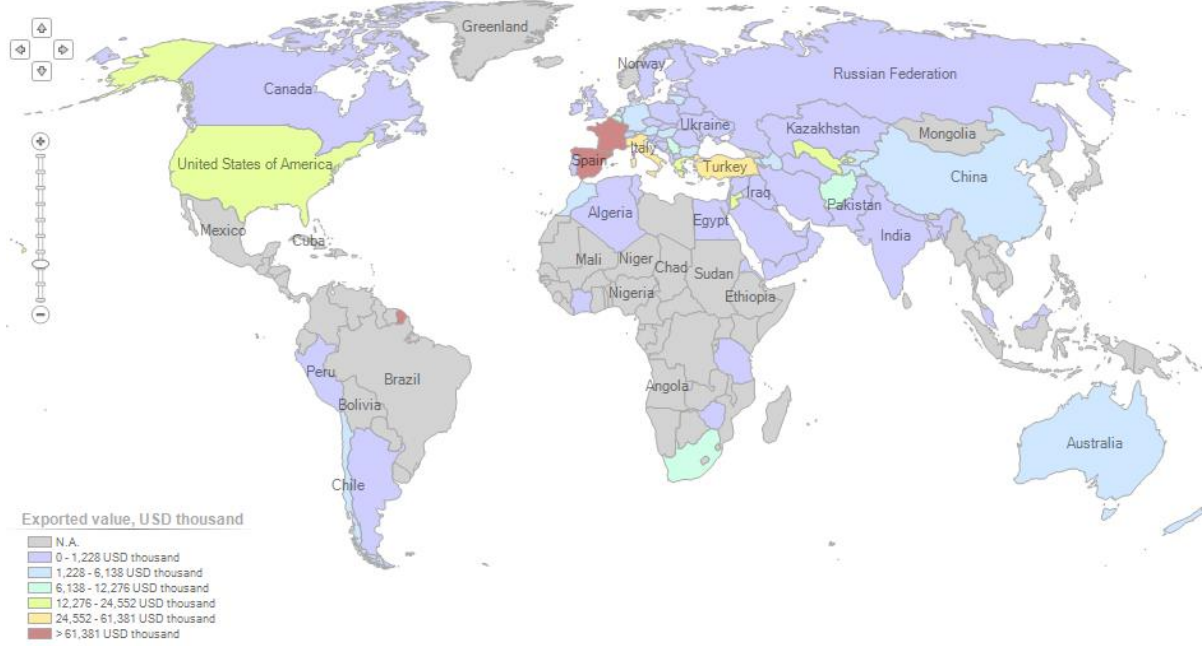 Greenland
Norway
Russian Federation
Canada
Ukraine
Kazakhstan
Mongolia
Italy
Spain
United States of America
Turkey
China
Iraq
Pakistan
Algeria
Egypt
India
Mexico
Cuba
Mali
Niger
Chad
Sudan
Nigeria
Ethiopia
Peru
Brazil
Angola
Bolivia
Australia
Chile
Exported value, USD thousand
N.A.
0 - 1,228 USD thousand
1,228 - 6,138 USD thousand
6,138 - 12,276 USD thousand
12,276 - 24,552 USD thousand
24,552 - 61,381 USD thousand
> 61,381 USD thousand